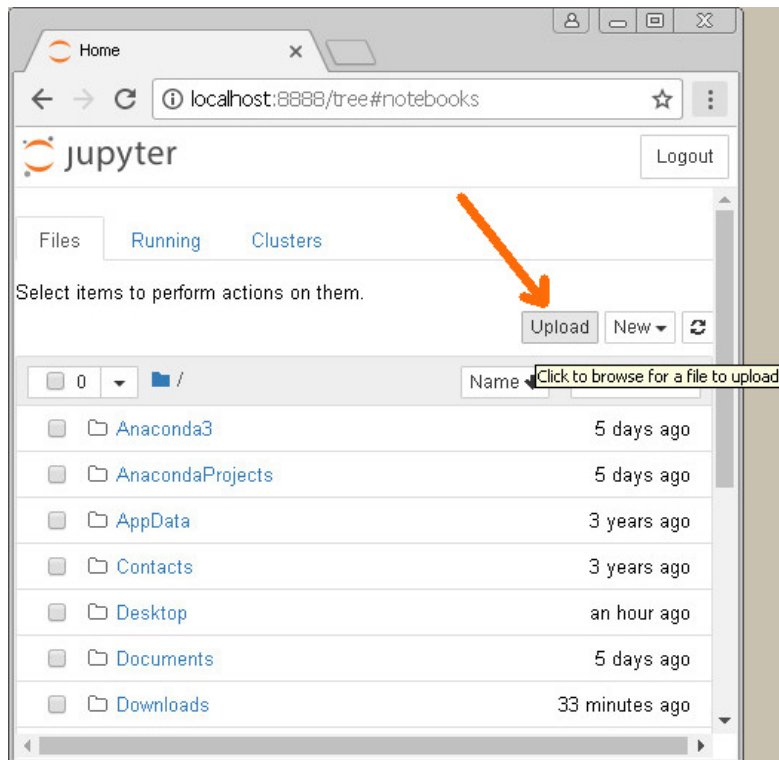 Home
localhost:8888/tree#notebooks
jupyter
Logout
Files Running Clusters
Select items to perform actions on them.
Upload New
Click to browse for a file to upload
0 / Name
Anaconda3 5 days ago
AnacondaProjects 5 days ago
AppData 3 years ago
Contacts 3 years ago
Desktop an hour ago
Documents 5 days ago
Downloads 33 minutes ago